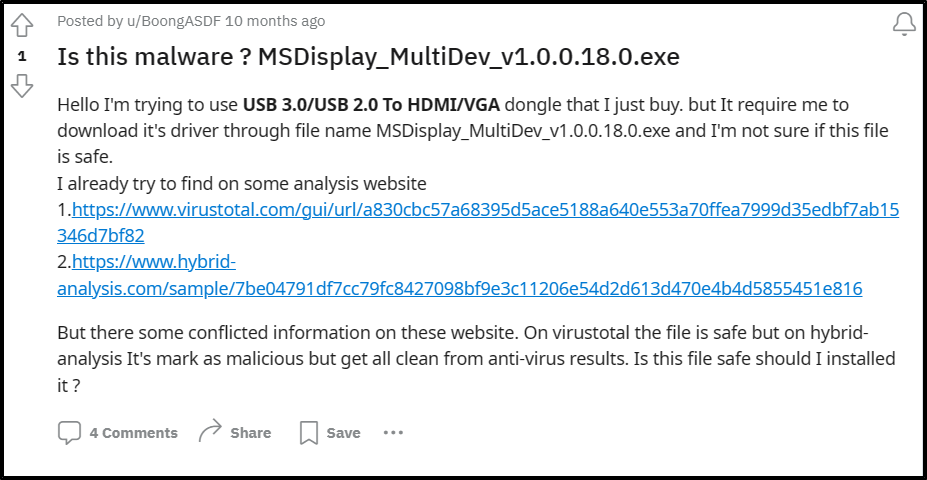 Posted by u/BoongASDF 10 months ago
1
Is this malware ? MSDisplay_MultiDev_v1.0.0.18.0.exe
Hello I'm trying to use USB 3.0/USB 2.0 To HDMI/VGA dongle that I just buy. but It require me to
download it's driver through file name MSDisplay_MultiDev_v1.0.0.18.0.exe and I'm not sure if this file
is safe.
I already try to find on some analysis website
1.https://www.virustotal.com/gui/url/a830cbc57a68395d5ace5188a640e553a70ffea7999d35edbf7ab15
346d7bf82
2.https://www.hybrid-
analysis.com/sample/7be04791df7cc79fc8427098bf9e3c11206e54d2d613d470e4b4d5855451e816
But there some conflicted information on these website. On virustotal the file is safe but on hybrid-
analysis It's mark as malicious but get all clean from anti-virus results. Is this file safe should I installed
it ?
4 Comments Share Save